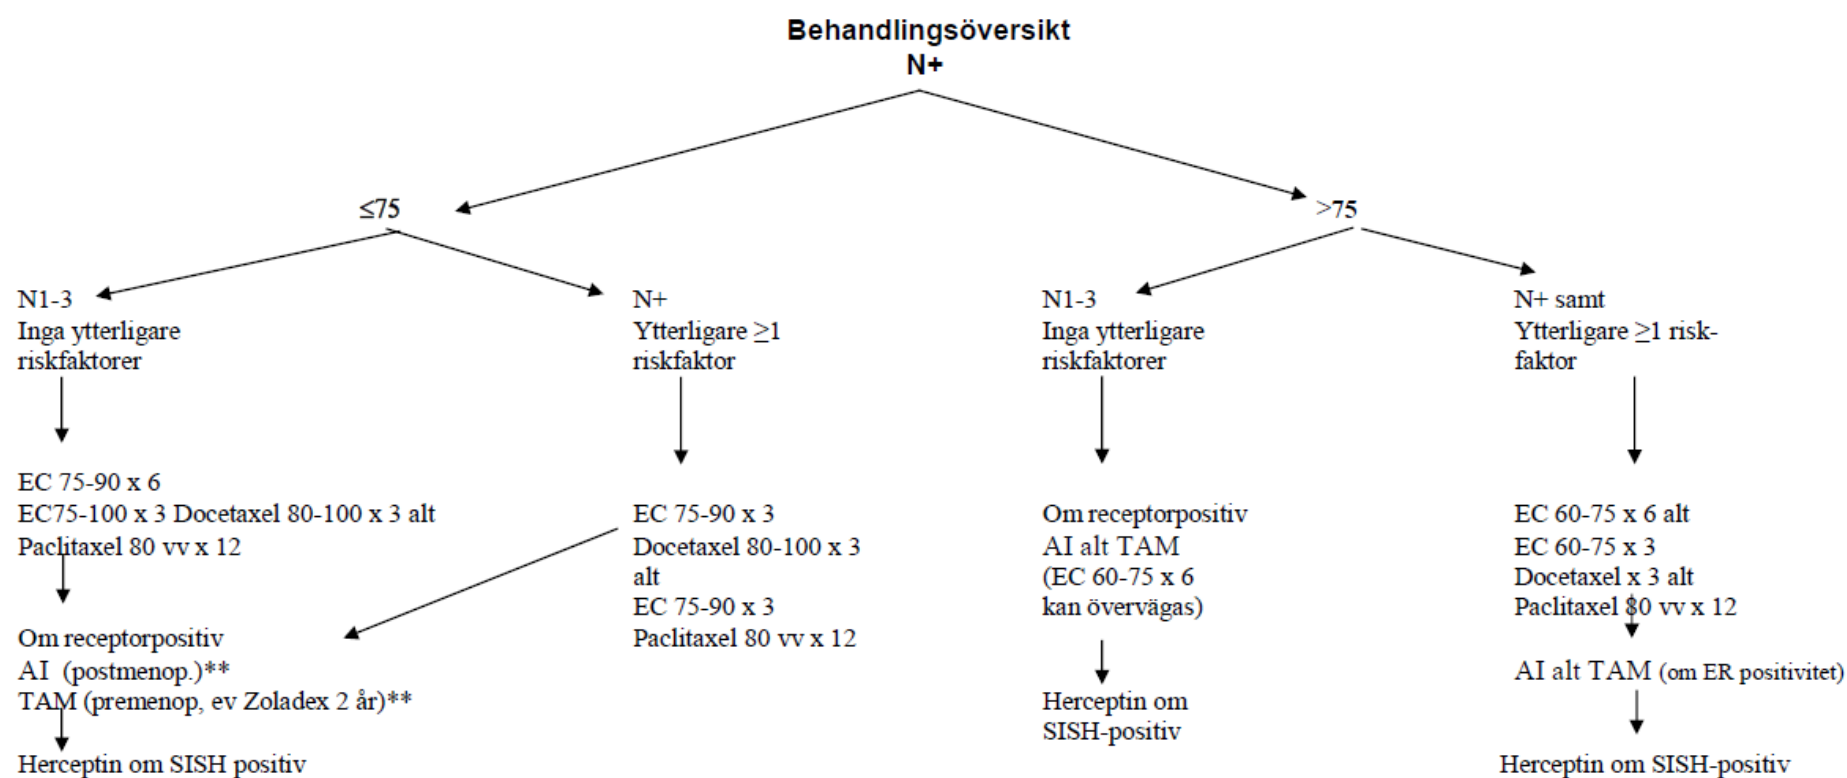 Behandlingsöversikt
N+
≤75
>75
N1-3
Inga ytterligare
riskfaktorer
N+
Ytterligare ≥1
riskfaktor
N1-3
Inga ytterligare
riskfaktorer
N+ samt
Ytterligare ≥1 risk-
faktor
EC 75-90 x 6
EC75-100 x 3 Docetaxel 80-100 x 3 alt
Paclitaxel 80 vv x 12
EC 75-90 x 3
Docetaxel 80-100 x 3
alt
EC 75-90 x 3
Paclitaxel 80 vv x 12
Om receptorpositiv
AI alt TAM
(EC 60-75 x 6
kan övervägas)
EC 60-75 x 6 alt
EC 60-75 x 3
Docetaxel x 3 alt
Paclitaxel 80 vv x 12
Om receptorpositiv
AI (postmenop.)**
TAM (premenop, ev Zoladex 2 år)**
Herceptin om SISH positiv
Herceptin om
SISH-positiv
AI alt TAM (om ER positivitet)
Herceptin om SISH-positiv